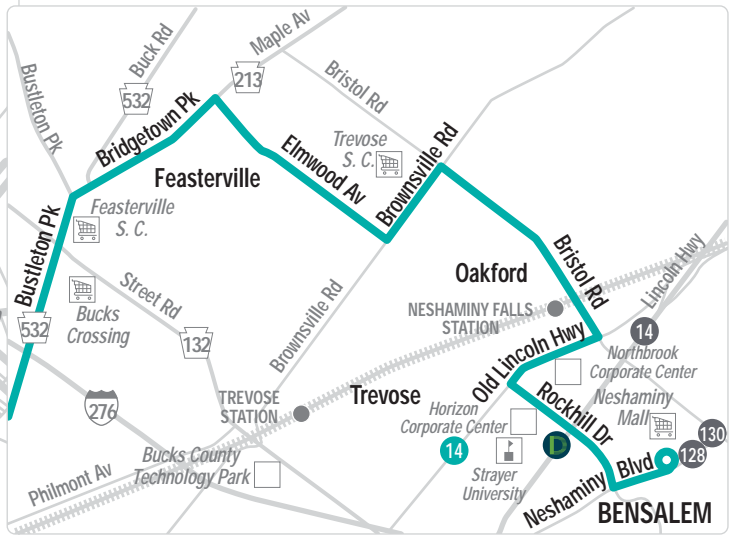 Maple Av
Buck Rd
Bustleton Pk
532
213
Bristol Rd
Bridgetown Pk
Trevose
S. C.
Elmwood Av
Brownsville Rd
Feasterville
Feasterville
S. C.
Bustleton Pk
Street Rd
Bucks
Crossing
532
132
276
Brownsville Rd
Oakford
Bristol Rd
Lincoln Hwy
NESHAMINY FALLS
STATION
14
Old Lincoln Hwy
Northbrook
Corporate Center
TREVOSE
STATION
Trevose
Rockhill Dr
Horizon
Corporate Center
Neshaminy
Mall
130
128
14
D
Strayer
University
Bucks County
Technology Park
Philmont Av
Neshaminy Blvd
BENSALEM